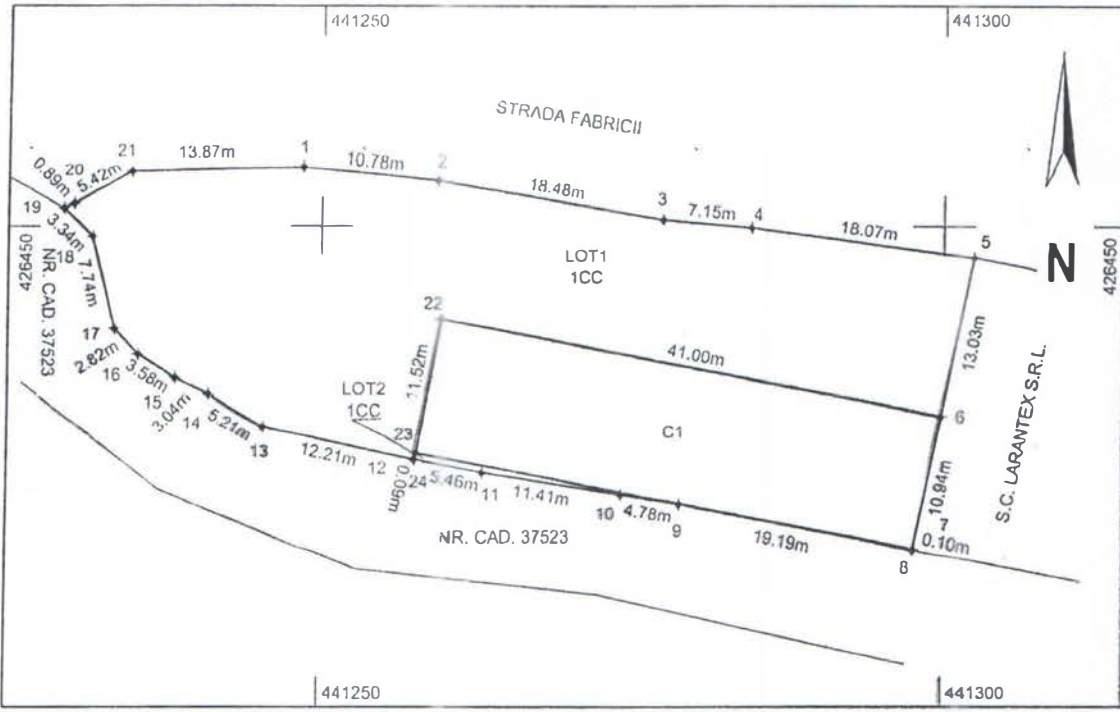 441250
441300
STRADA FABRICII
N
21
13.87m
1
10.78m
2
18.48m
3
7.15m
4
18.07m
5
20
0.89m
5.42m
19
3.34m
18
7.74m
426450
426450
NR. CAD. 37523
LOT1
1CC
22
41.00m
13.03m
17
2.82m
16
3.58m
15
3.04m
14
5.21m
13
11.52m
LOT2
1CC
C1
6
S.C. LARANTEX S.R.L.
23
12.21m
12
24
0.09m
5.46m
11
11.41m
10
4.78m
9
10.94m
19.19m
7
0.10m
8
NR. CAD. 37523
441250
441300